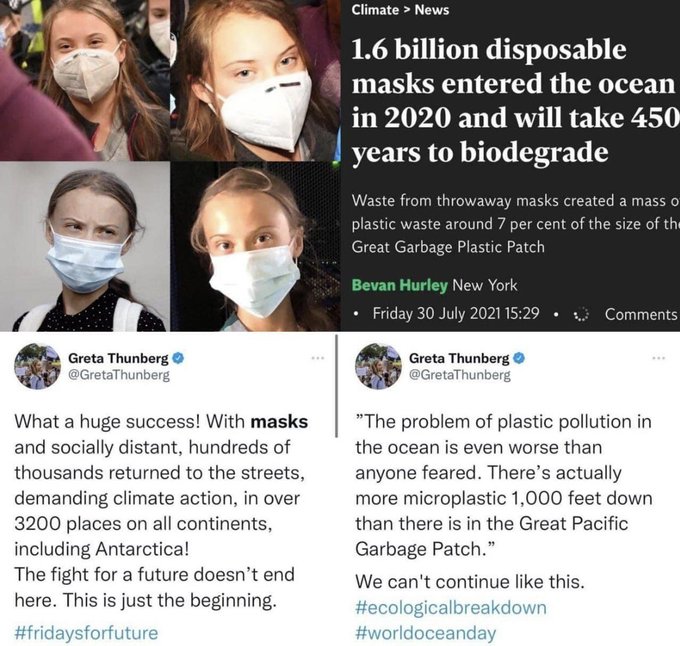 Climate > News
1.6 billion disposable
masks entered the ocean
in 2020 and will take 450
years to biodegrade
Waste from throwaway masks created a mass
plastic waste around 7 per cent of the size of
Great Garbage Plastic Patch
Bevan Hurley New York
• Friday 30 July 2021 15:29 • Comments
Greta Thunberg
@GretaThunberg
What a huge success! With masks
and socially distant, hundreds of
thousands returned to the streets,
demanding climate action, in over
3200 places on all continents,
including Antarctica!
The fight for a future doesn't end
here. This is just the beginning.
#fridaysforfuture
Greta Thunberg
@GretaThunberg
"The problem of plastic pollution in
the ocean is even worse than
anyone feared. There's actually
more microplastic 1,000 feet down
than there is in the Great Pacific
Garbage Patch."
We can't continue like this.
#ecologicalbreakdown
#worldoceanday